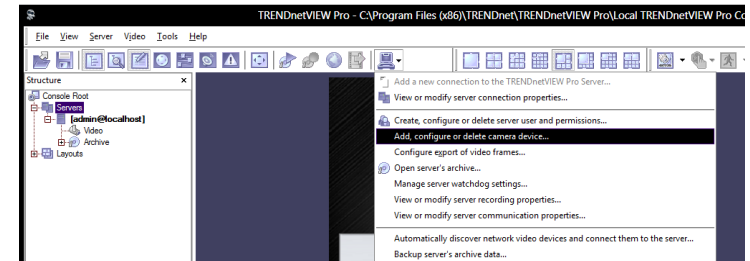 TRENDnetVIEW Pro - C:\Program Files (x86)\TRENDnet\TRENDnetVIEW Pro\Local TRENDnetVIEW Pro Co
File View Server Video Tools Help
Structure
Console Root
Servers
[admin@localhost]
Video
Archive
Layouts
Add a new connection to the TRENDnetVIEW Pro Server...
View or modify server connection properties...
Create, configure or delete server user and permissions...
Add, configure or delete camera device...
Configure export of video frames...
Open server's archive...
Manage server watchdog settings...
View or modify server recording properties...
View or modify server communication properties...
Automatically discover network video devices and connect them to the server...
Backup server's archive data...